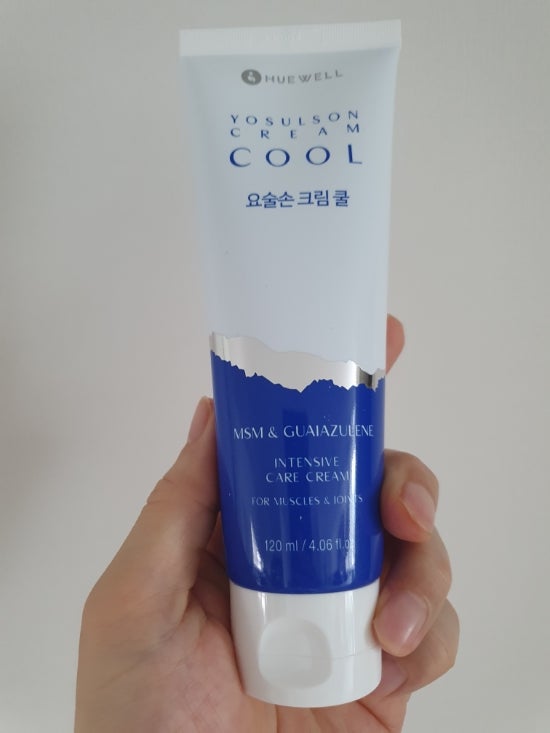 HUEWELL
YOSULSON
CREAM
COOL
요술손 크림 쿨
MSM & GUAIAZULENE
INTENSIVE
CARE CREAM
FOR MUSCLES & JOINTS
120 ml / 4.06 fl.oz